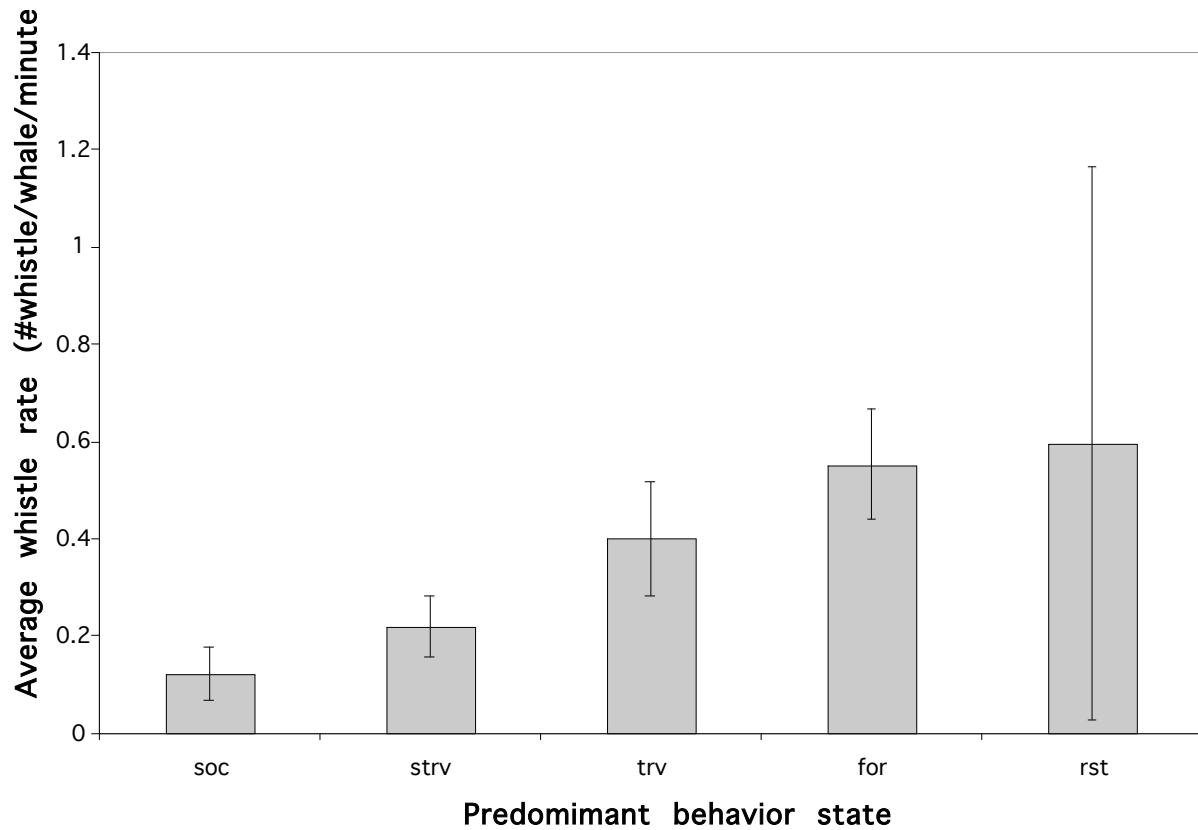 Average whistle rate (#whistle/whale/minute
1.4
1.2
1
0.8
0.6
0.4
0.2
0
soc strv trv for rst
Predomimant behavior state